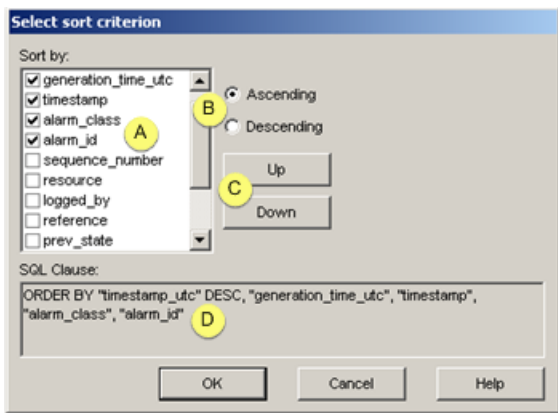 Select sort criterion
Sort by:
generation_time_utc
timestamp
alarm_class
alarm_id
sequence_number
resource
logged_by
reference
prev_state
A
B
Ascending
Descending
C
Up
Down
SQL Clause:
ORDER BY "timestamp_utc" DESC, "generation_time_utc", "timestamp",
"alarm_class", "alarm_id"
D
OK
Cancel
Help